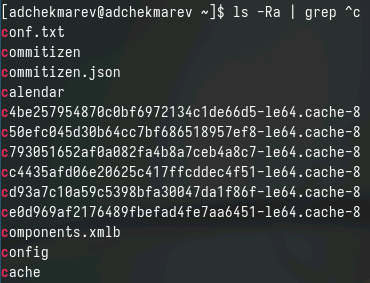 [adchekmarev@adchekmarev ~]$ ls -Ra | grep ^c
conf.txt
commitizen
commitizen.json
calendar
c4be257954870c0bf6972134c1de66d5-le64.cache-8
c50efc045d30b64cc7bf686518957ef8-le64.cache-8
c793051652af0a082fa4b8a7ceb4a8c7-le64.cache-8
cc4435afd06e20625c417ffcddec4f51-le64.cache-8
cd93a7c10a59c5398bfa30047da1f86f-le64.cache-8
ce0d969af2176489fbefad4fe7aa6451-le64.cache-8
components.xmlb
config
cache